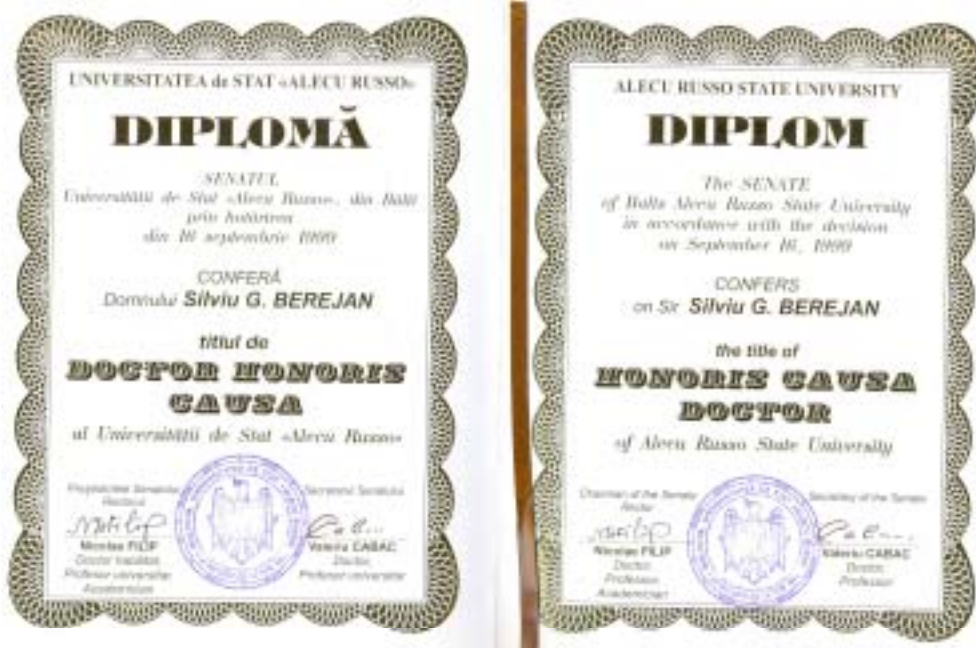 UNIVERSITATEA de STAT «ALECU RUSSO»
DIPLOMĂ
SENATUL
Universității de Stat «Alecu Russo», din Bălți
prin hotărîrea
din 16 septembrie 1999
CONFERĂ
Domnului Silviu G. BEREJAN
titlul de
DOCTOR HONORIS
CAUSA
al Universității de Stat «Alecu Russo»
Președintele Senatului
Rectorul
Nicolae FILIP
Doctor habilitat,
Profesor universitar
Academician
Secretarul Senatului
Valeriu CABAC
Doctor,
Profesor universitar
ALECU RUSSO STATE UNIVERSITY
DIPLOM
The SENATE
of Balts Alecu Russo State University
in accordance with the decision
on September 16, 1999
CONFERS
on Sir Silviu G. BEREJAN
the title of
HONORIS CAUSA
DOCTOR
of Alecu Russo State University
Chairman of the Senate
Rector
Nicolae FILIP
Doctor,
Professor,
Academician
Secretary of the Senate
Valeriu CABAC
Doctor,
Professor